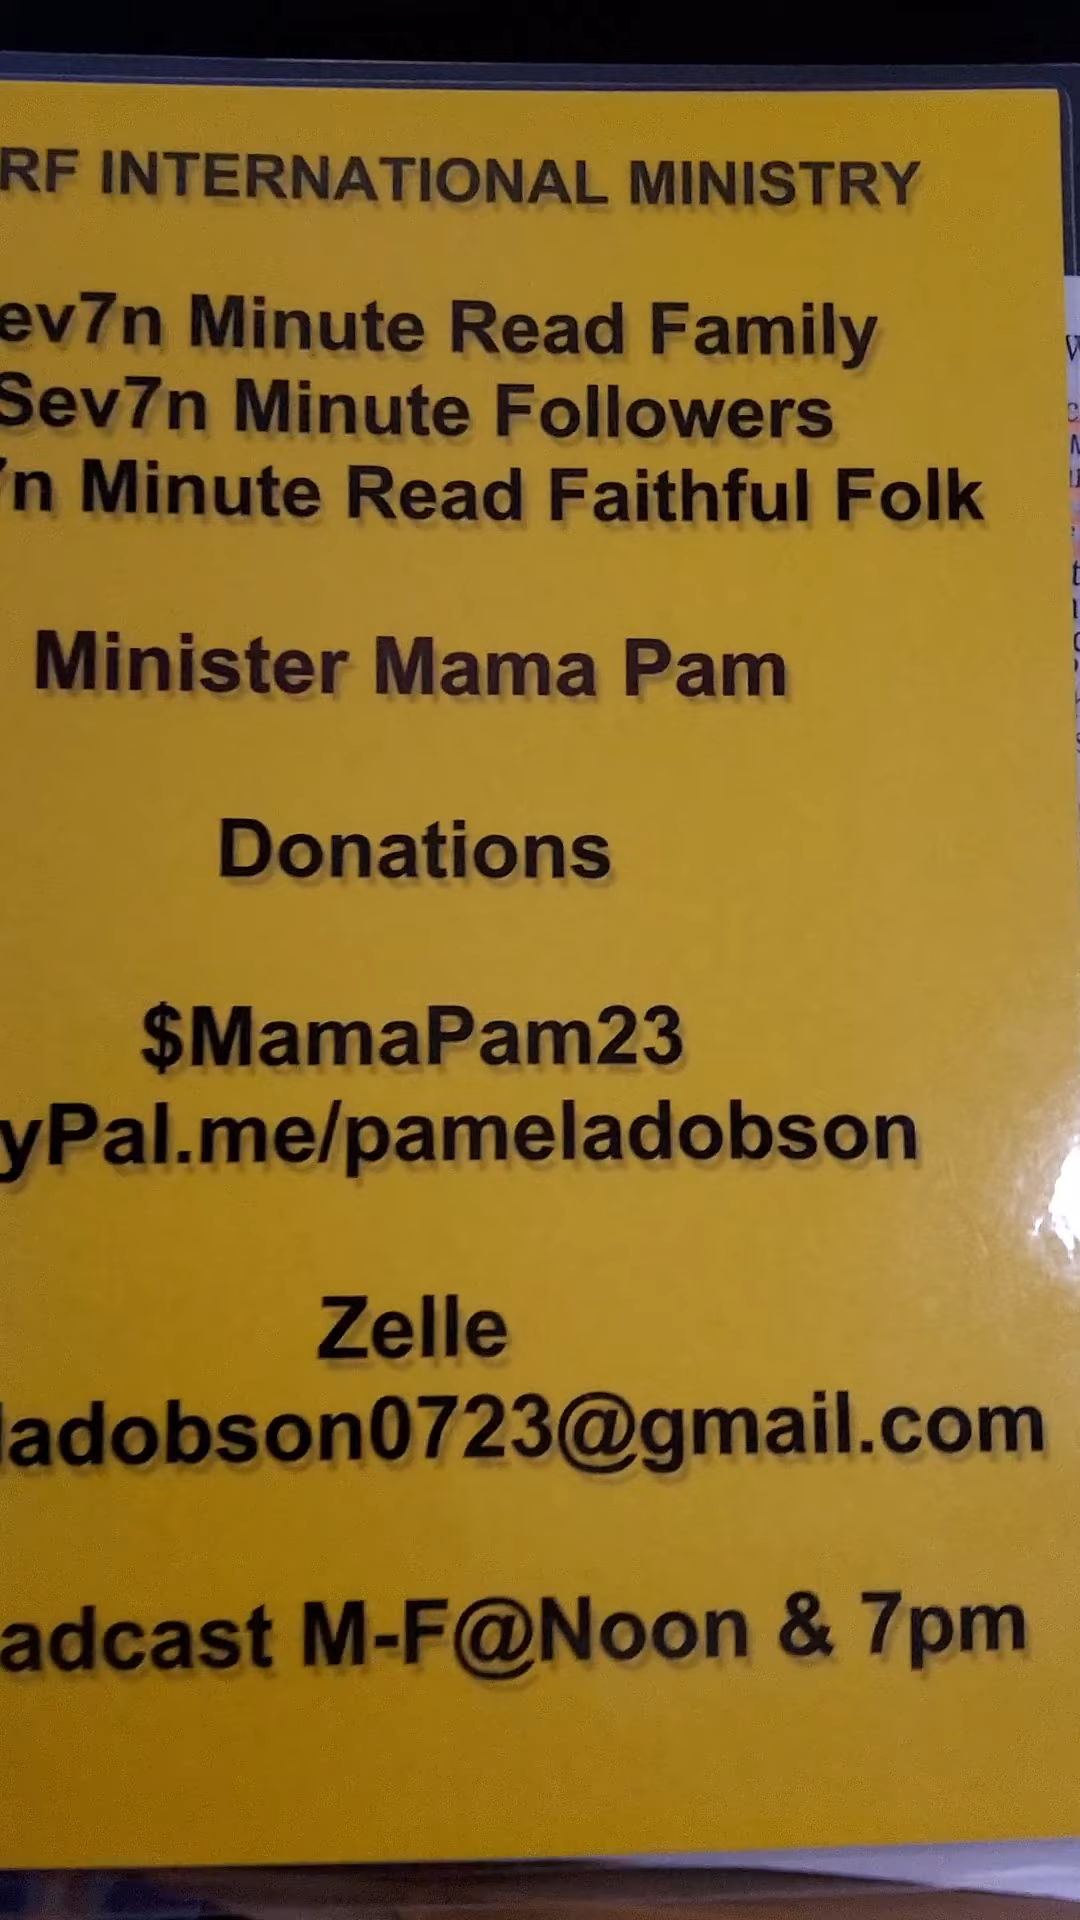 RF INTERNATIONAL MINISTRY
ev7n Minute Read Family
Sev7n Minute Followers
7n Minute Read Faithful Folk
Minister Mama Pam
Donations
$MamaPam23
yPal.me/pameladobson
Zelle
ladobson0723@gmail.com
adcast M-F@Noon & 7pm